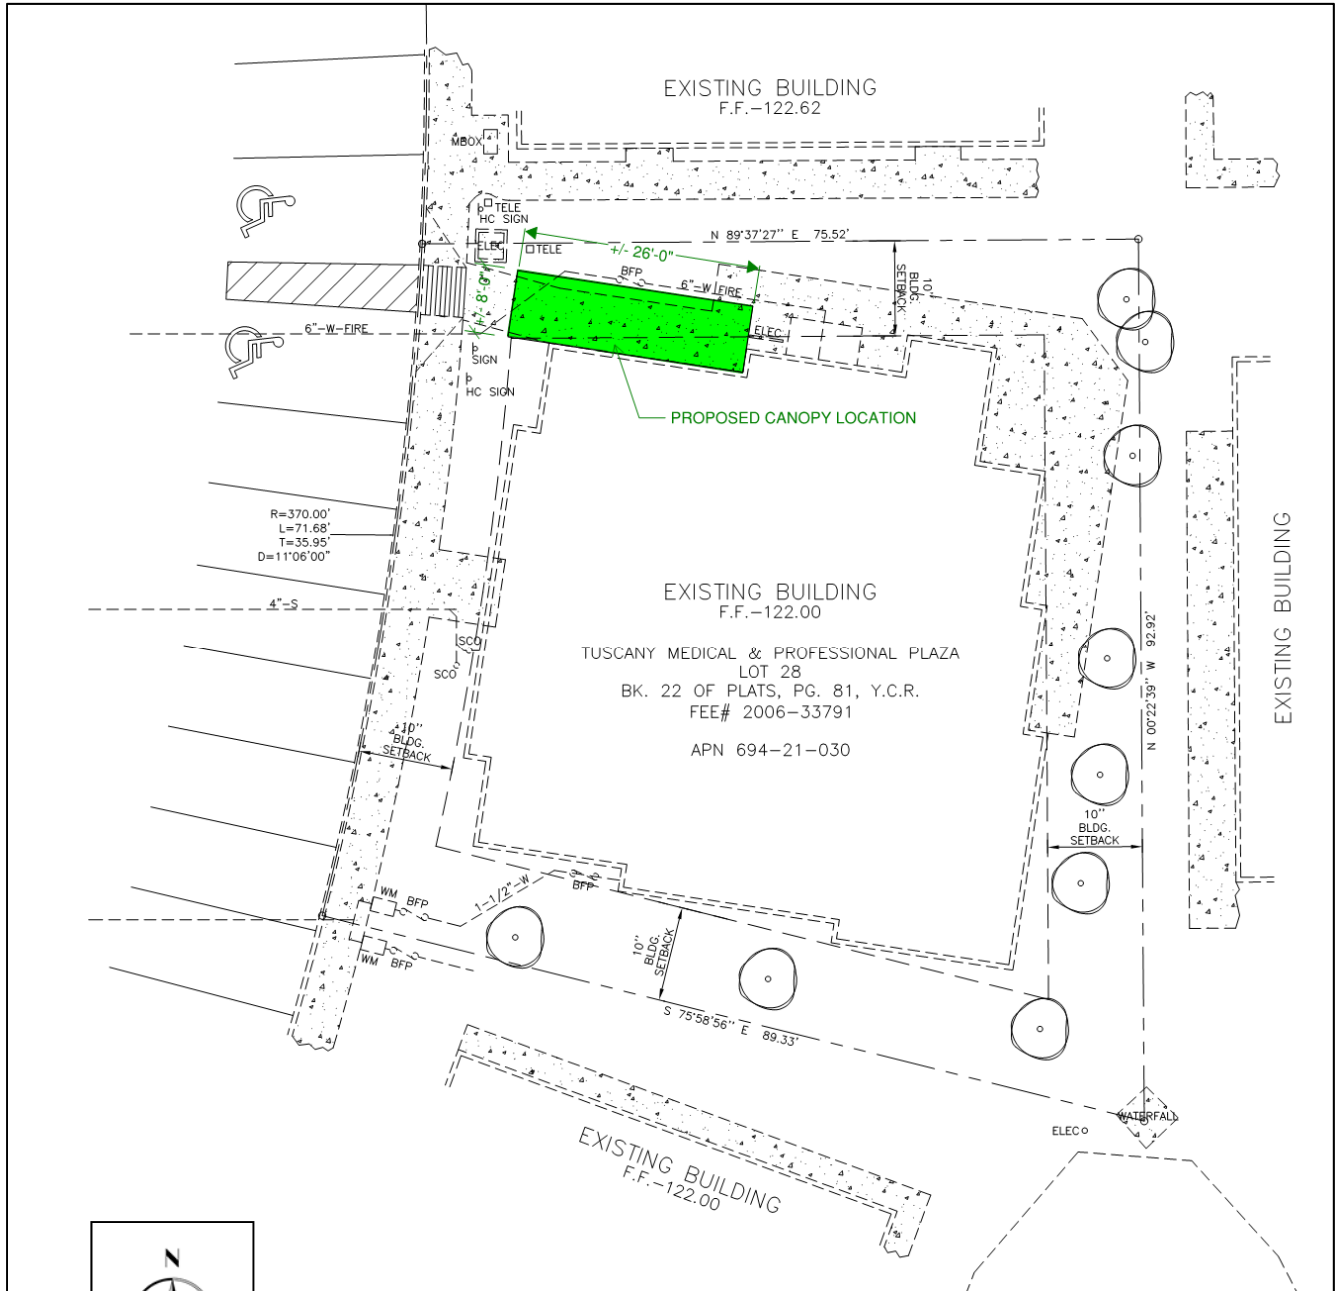 EXISTING BUILDING
F.F.-122.62
MBOX
TELE
HC SIGN
ELEC
TELE
N 89°37'27" E 75.52'
+/- 26'-0"
BFP
6"-W FIRE
10"
BLDG.
SETBACK
+/- 8'-0"
6"-W-FIRE
ELEC
SIGN
HC SIGN
PROPOSED CANOPY LOCATION
R=370.00'
L=71.68'
T=35.95'
D=11°06'00"
4"-S
SCO
SCO
EXISTING BUILDING
F.F.-122.00
TUSCANY MEDICAL & PROFESSIONAL PLAZA
LOT 28
BK. 22 OF PLATS, PG. 81, Y.C.R.
FEE# 2006-33791
APN 694-21-030
EXISTING BUILDING
N 00°22'39" W 92.92'
10"
BLDG.
SETBACK
10"
BLDG.
SETBACK
WM
BFP
1-1/2"-W
BFP
WM
BFP
10"
BLDG.
SETBACK
S 75°58'56" E 89.33'
WATERFALL
ELEC
EXISTING BUILDING
F.F.-122.00
N